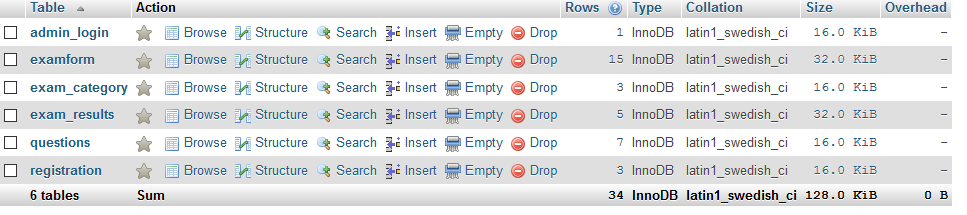 Table Action Rows Type Collation Size Overhead
admin_login Browse Structure Search Insert Empty Drop 1 InnoDB latin1_swedish_ci 16.0 KiB -
examform Browse Structure Search Insert Empty Drop 15 InnoDB latin1_swedish_ci 32.0 KiB -
exam_category Browse Structure Search Insert Empty Drop 3 InnoDB latin1_swedish_ci 16.0 KiB -
exam_results Browse Structure Search Insert Empty Drop 5 InnoDB latin1_swedish_ci 32.0 KiB -
questions Browse Structure Search Insert Empty Drop 7 InnoDB latin1_swedish_ci 16.0 KiB -
registration Browse Structure Search Insert Empty Drop 3 InnoDB latin1_swedish_ci 16.0 KiB -
6 tables Sum 34 InnoDB latin1_swedish_ci 128.0 KiB 0 B